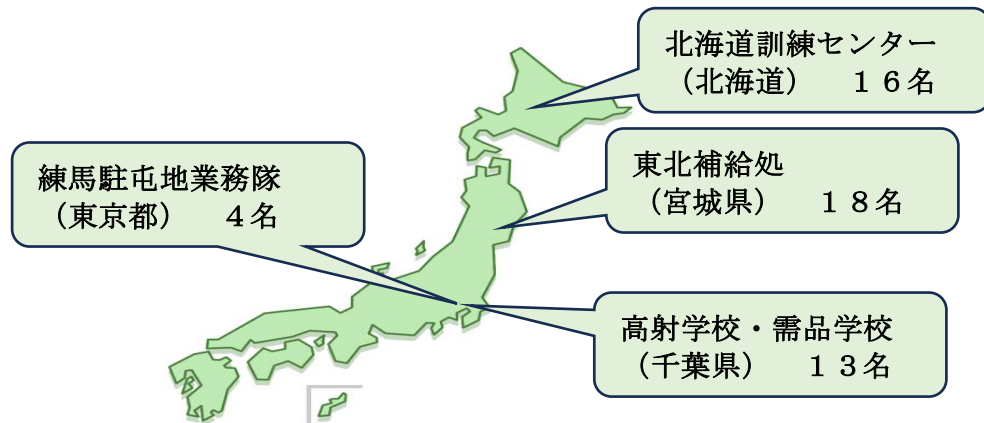 北海道訓練センター
（北海道）　１６名
東北補給処
（宮城県）　１８名
練馬駐屯地業務隊
（東京都）　４名
高射学校・需品学校
（千葉県）　１３名